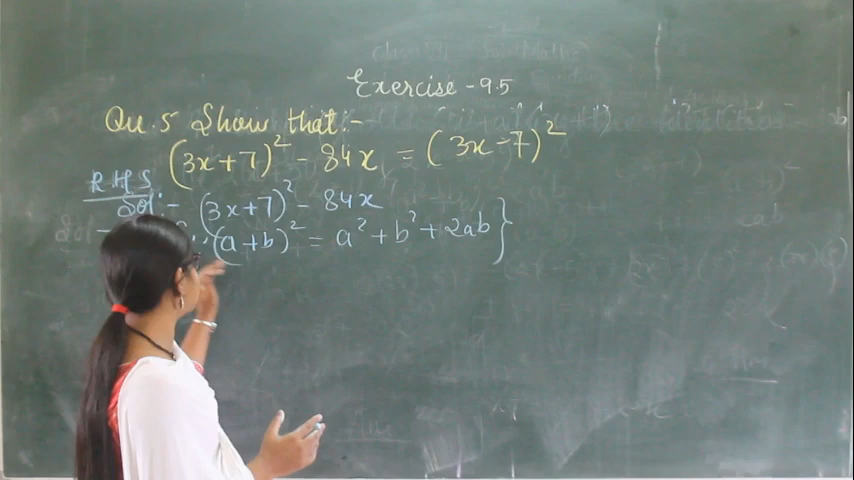 Exercise - 9.5
Qu. 5 Show that:-
(3x+7)² - 84x = (3x-7)²
R H S
Sol:- (3x+7)² - 84x
∵ (a+b)² = a² + b² + 2ab }